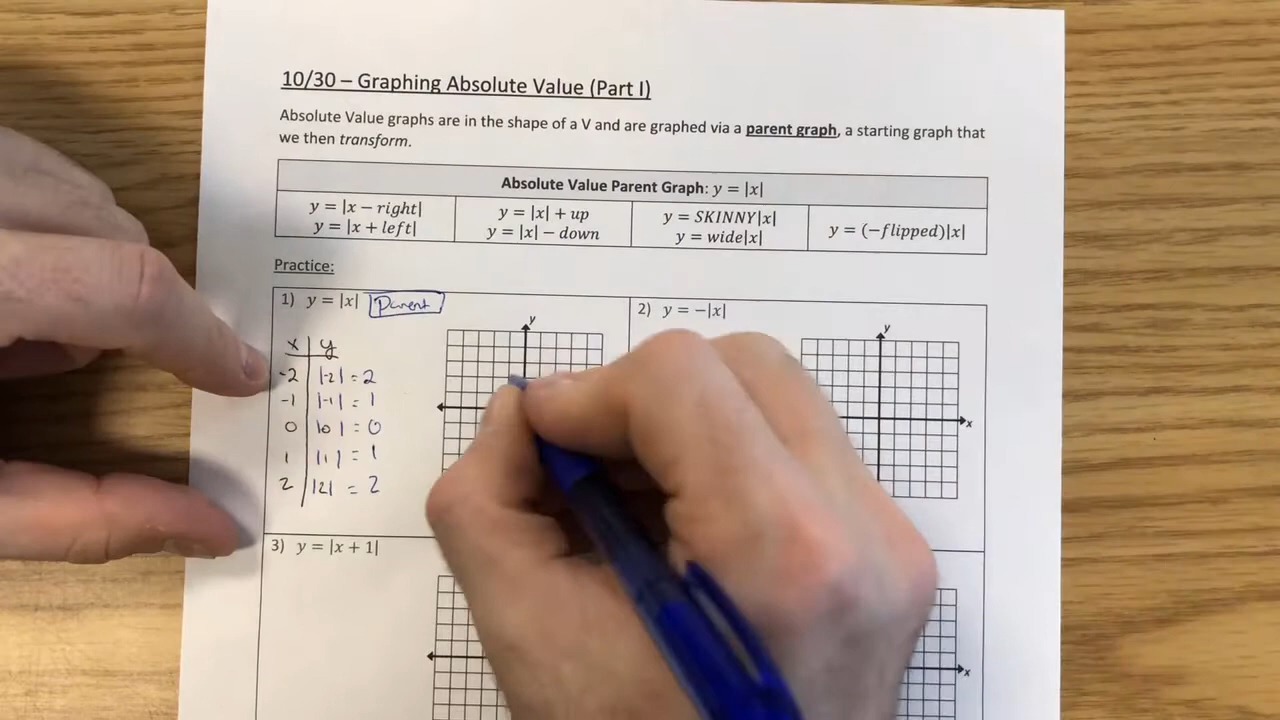 10/30 – Graphing Absolute Value (Part I)
Absolute Value graphs are in the shape of a V and are graphed via a parent graph, a starting graph that
we then transform.
Absolute Value Parent Graph: y = |x|
y = |x − right|
y = |x + left|
y = |x| + up
y = |x| − down
y = SKINNY|x|
y = wide|x|
y = (−flipped)|x|
Practice:
1) y = |x| Parent
x | y
-2 |-2| = 2
-1 |-1| = 1
0 |0| = 0
1 |1| = 1
2 |2| = 2
y
2) y = −|x|
y
x
3) y = |x + 1|
x